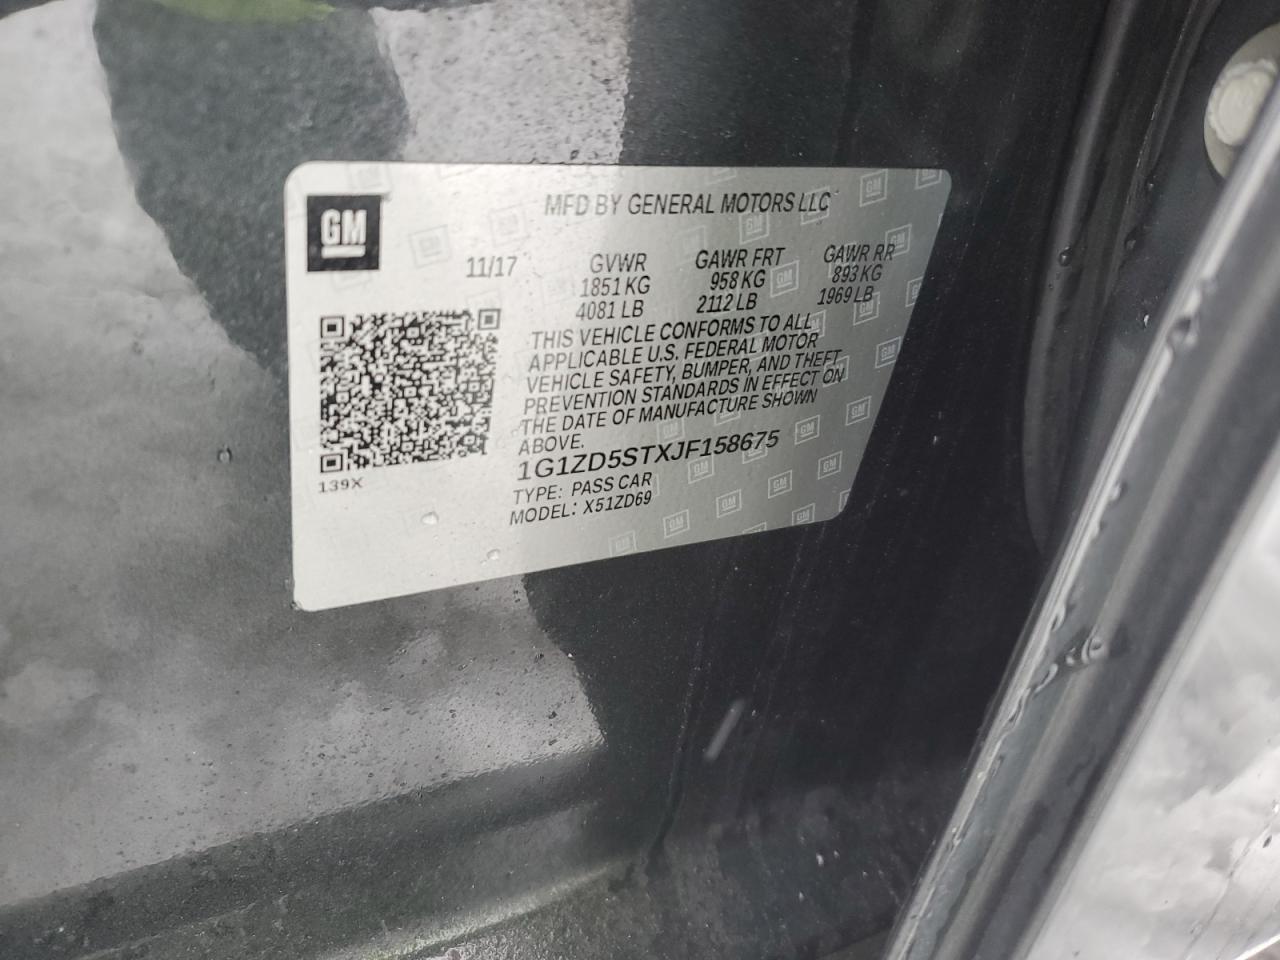 GM
MFD BY GENERAL MOTORS LLC
11/17 GVWR GAWR FRT GAWR RR
1851 KG 958 KG 893 KG
4081 LB 2112 LB 1969 LB
THIS VEHICLE CONFORMS TO ALL
APPLICABLE U.S. FEDERAL MOTOR
VEHICLE SAFETY, BUMPER, AND THEFT
PREVENTION STANDARDS IN EFFECT ON
THE DATE OF MANUFACTURE SHOWN
ABOVE.
1G1ZD5STXJF158675
139X
TYPE: PASS CAR
MODEL: X51ZD69